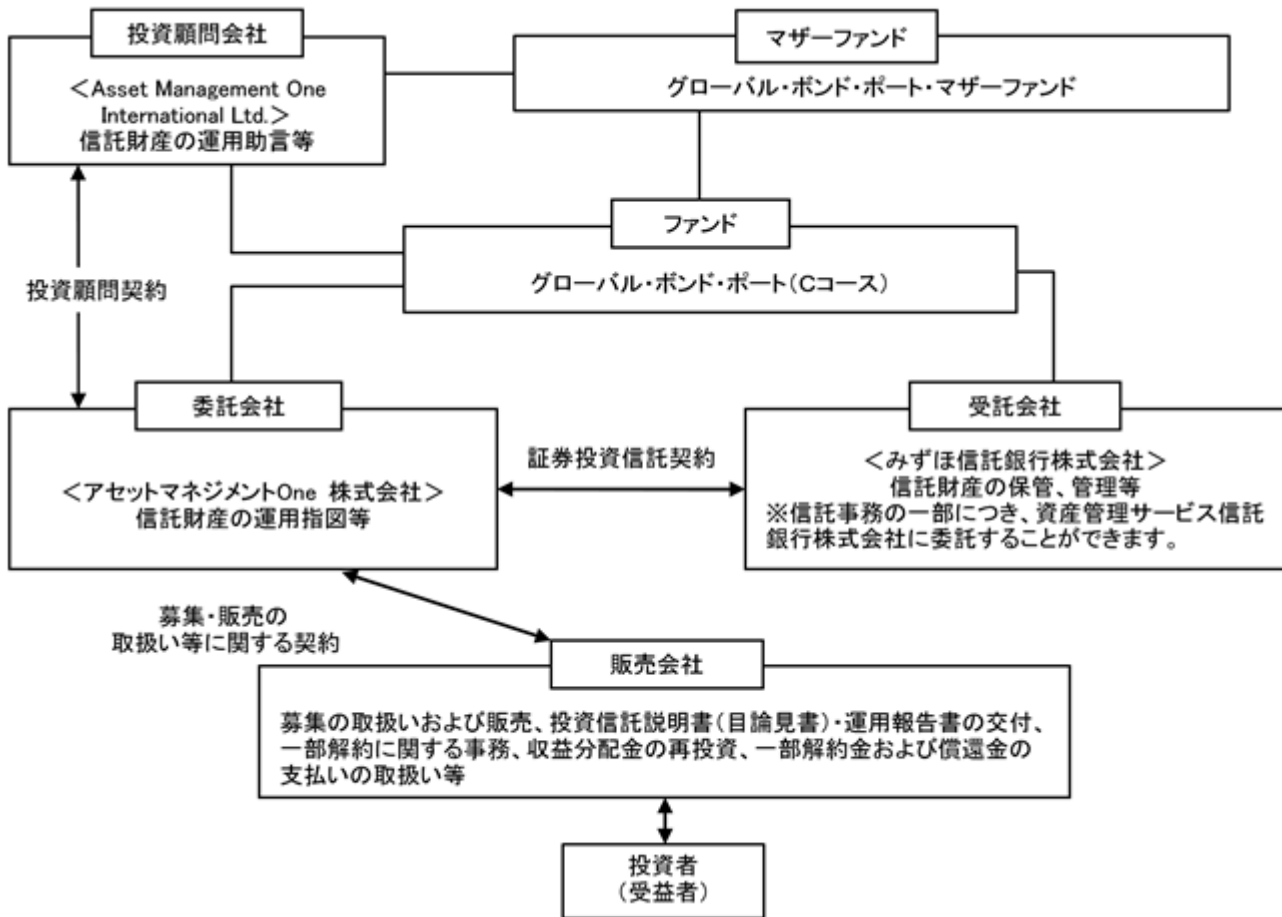 投資顧問会社
<Asset Management One
International Ltd.>
信託財産の運用助言等
マザーファンド
グローバル・ボンド・ポート・マザーファンド
ファンド
グローバル・ボンド・ポート(Cコース)
投資顧問契約
委託会社
<アセットマネジメントOne 株式会社>
信託財産の運用指図等
証券投資信託契約
受託会社
<みずほ信託銀行株式会社>
信託財産の保管、管理等
※信託事務の一部につき、資産管理サービス信託
銀行株式会社に委託することができます。
募集・販売の
取扱い等に関する契約
販売会社
募集の取扱いおよび販売、投資信託説明書(目論見書)・運用報告書の交付、
一部解約に関する事務、収益分配金の再投資、一部解約金および償還金の
支払いの取扱い等
投資者
(受益者)